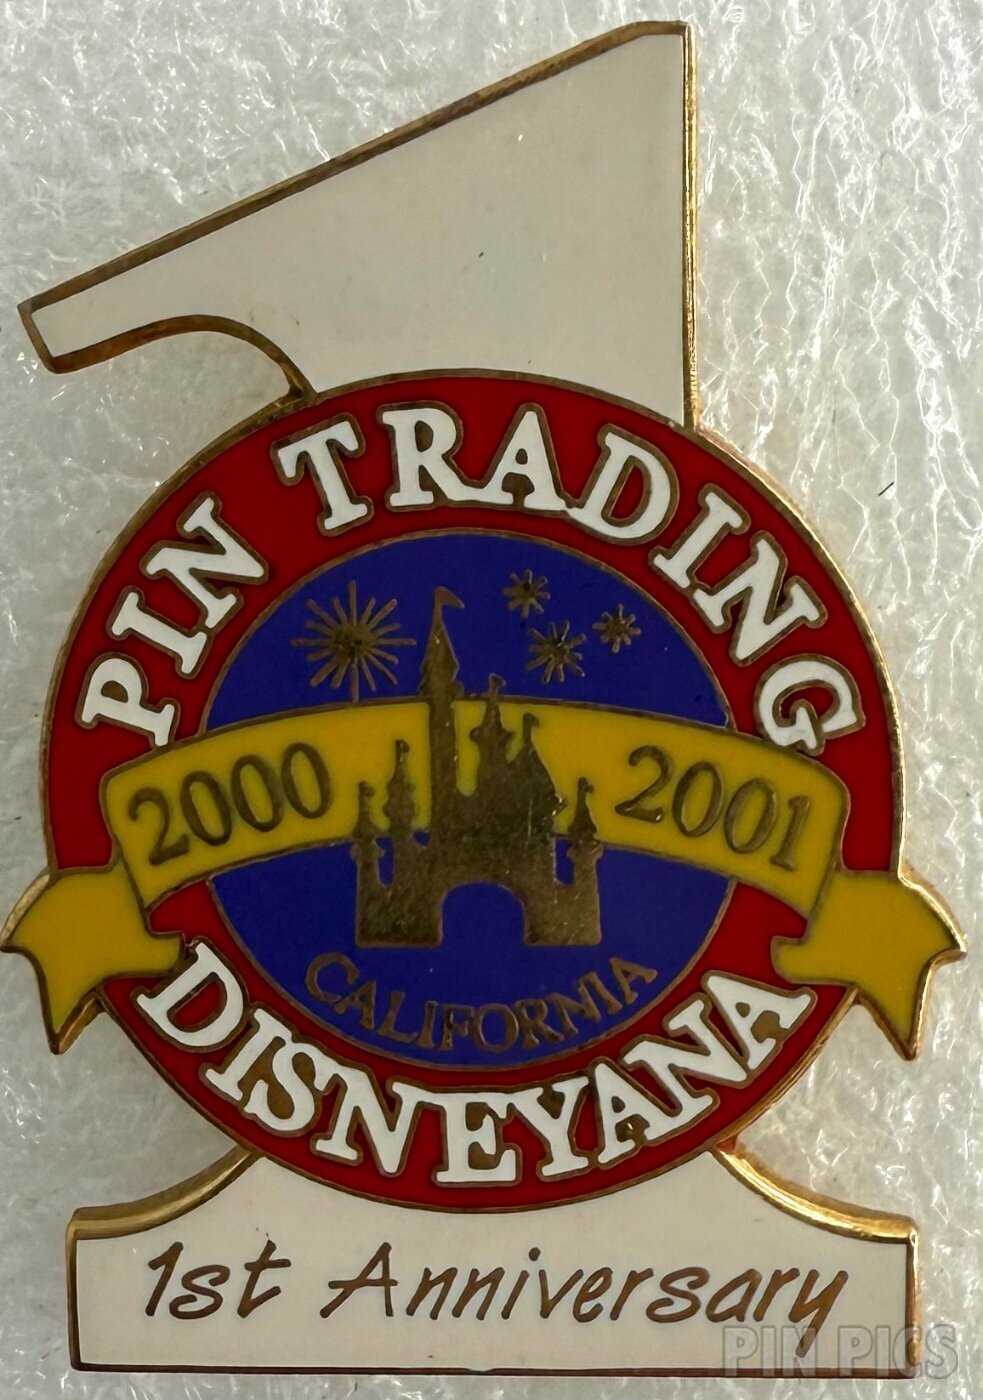 PIN TRADING
2000 2001
CALIFORNIA
DISNEYANA
1st Anniversary
PIN PICS